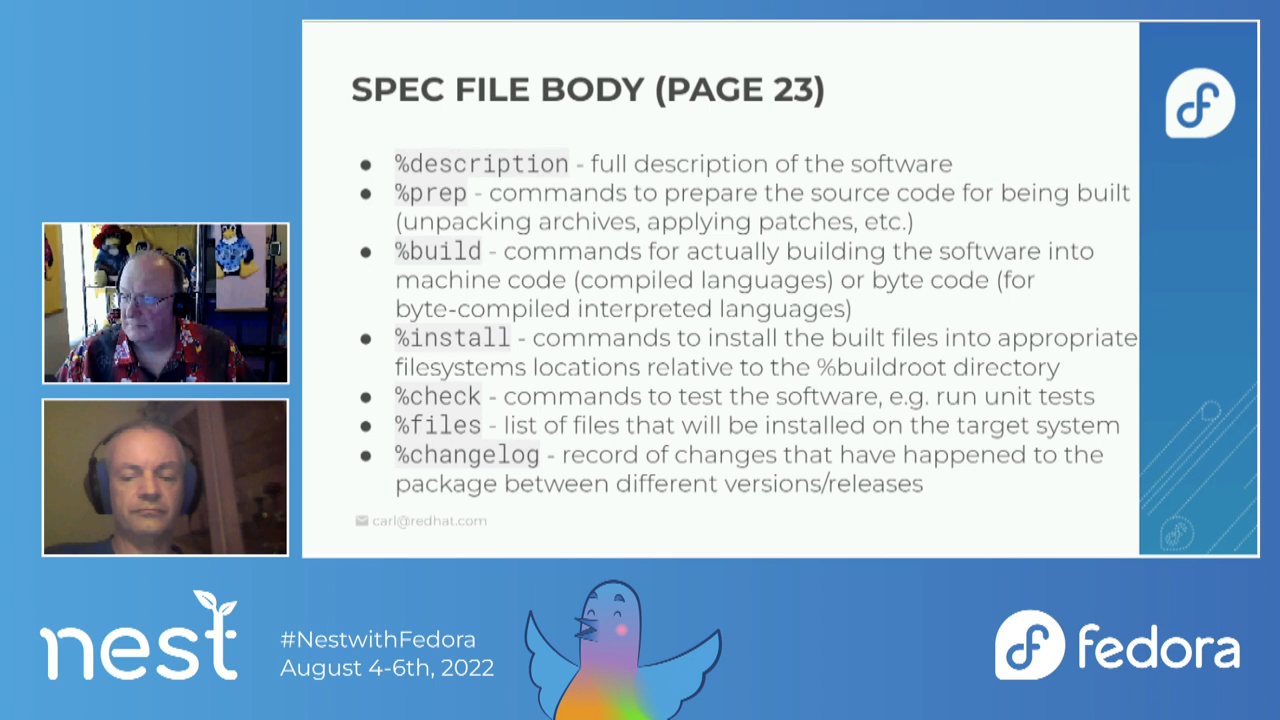 SPEC FILE BODY (PAGE 23)
● %description - full description of the software
● %prep - commands to prepare the source code for being built
(unpacking archives, applying patches, etc.)
● %build - commands for actually building the software into
machine code (compiled languages) or byte code (for
byte-compiled interpreted languages)
● %install - commands to install the built files into appropriate
filesystems locations relative to the %buildroot directory
● %check - commands to test the software, e.g. run unit tests
● %files - list of files that will be installed on the target system
● %changelog - record of changes that have happened to the
package between different versions/releases
carl@redhat.com
nest
#NestwithFedora
August 4-6th, 2022
fedora